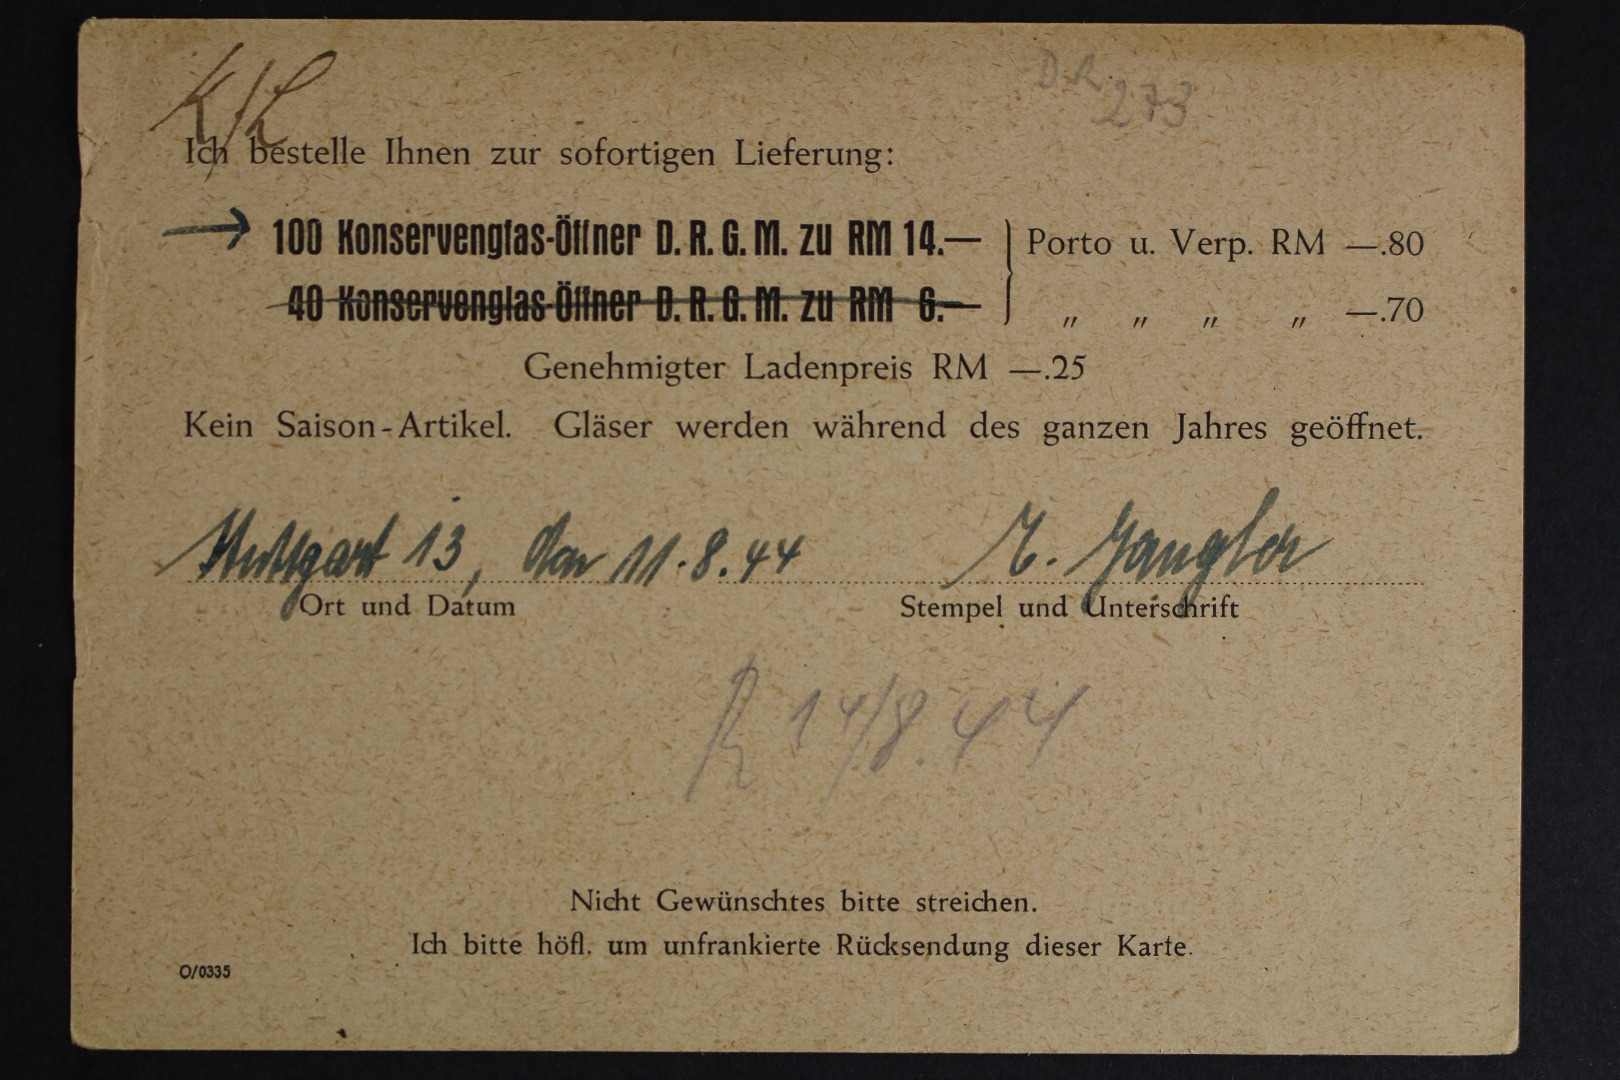 D.R. 273
K/L
Ich bestelle Ihnen zur sofortigen Lieferung:
→ 100 Konservenglas-Öffner D. R. G. M. zu RM 14.— } Porto u. Verp. RM —.80
40 Konservenglas-Öffner D. R. G. M. zu RM 6.— „ „ „ „ —.70
Genehmigter Ladenpreis RM —.25
Kein Saison-Artikel. Gläser werden während des ganzen Jahres geöffnet.
Stuttgart 13, den 11.8.44
Ort und Datum Stempel und Unterschrift
R 14/8.44
Nicht Gewünschtes bitte streichen.
Ich bitte höfl. um unfrankierte Rücksendung dieser Karte.
O/0335